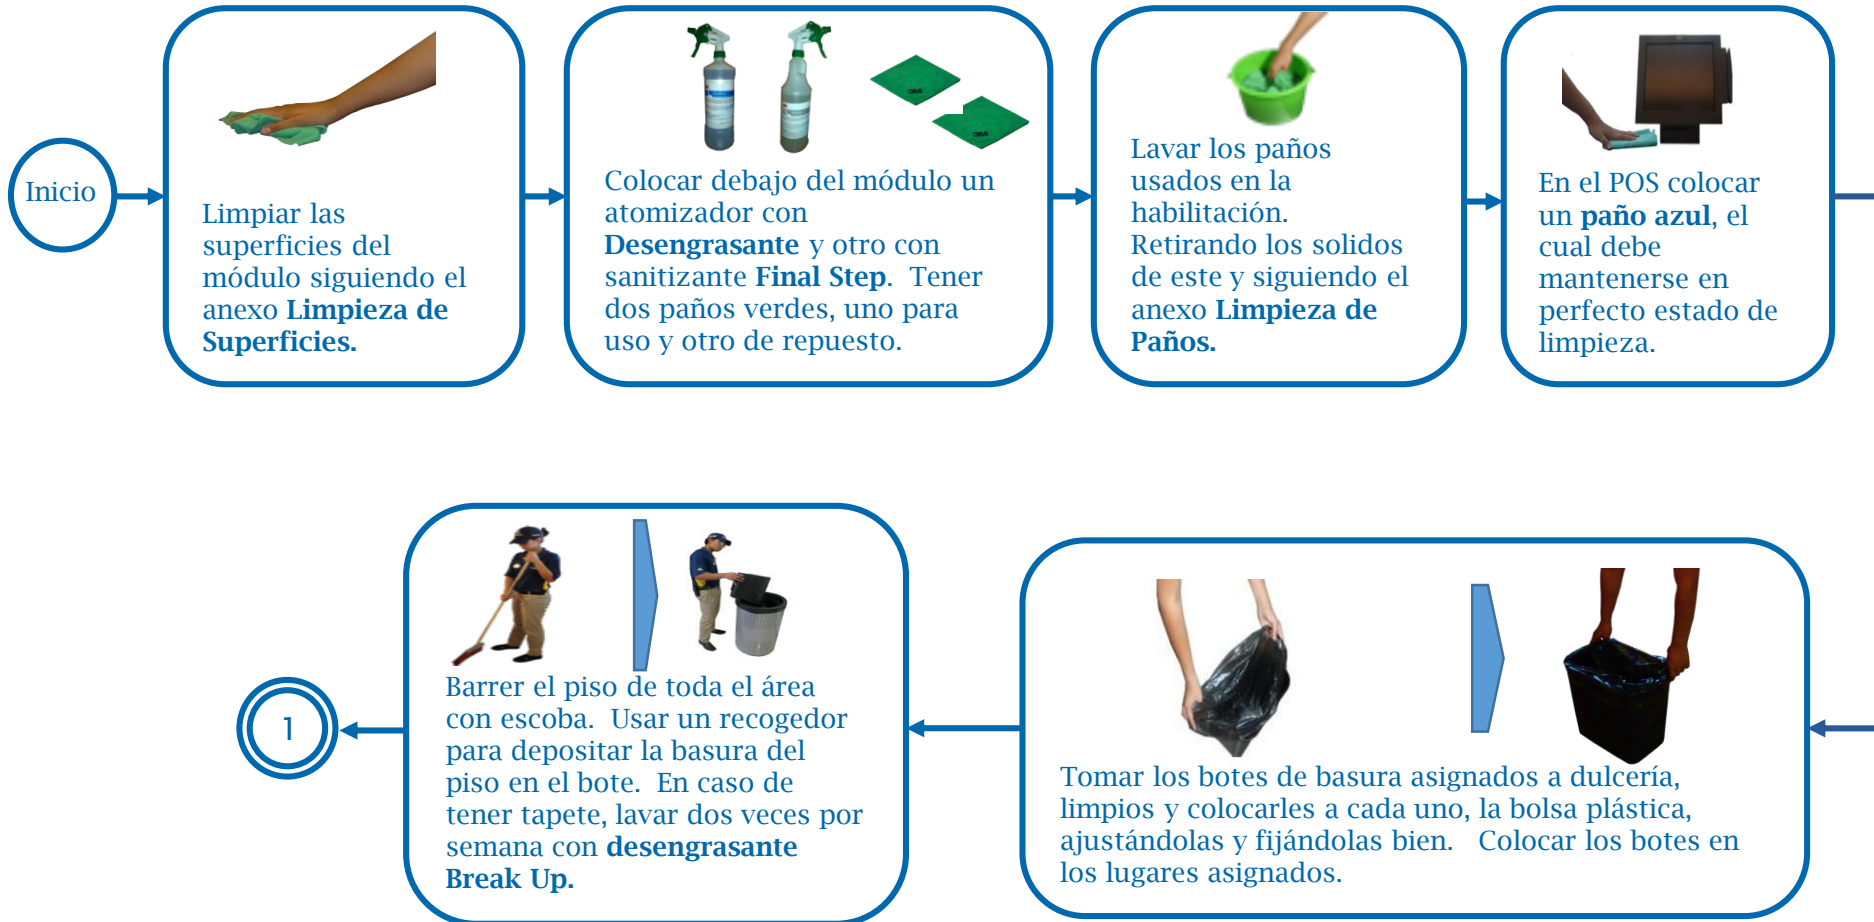 Inicio
Limpiar las
superficies del
módulo siguiendo el
anexo Limpieza de
Superficies.
3M
3M
Colocar debajo del módulo un
atomizador con
Desengrasante y otro con
sanitizante Final Step. Tener
dos paños verdes, uno para
uso y otro de repuesto.
Lavar los paños
usados en la
habilitación.
Retirando los solidos
de este y siguiendo el
anexo Limpieza de
Paños.
En el POS colocar
un paño azul, el
cual debe
mantenerse en
perfecto estado de
limpieza.
Tomar los botes de basura asignados a dulcería,
limpios y colocarles a cada uno, la bolsa plástica,
ajustándolas y fijándolas bien. Colocar los botes en
los lugares asignados.
Barrer el piso de toda el área
con escoba. Usar un recogedor
para depositar la basura del
piso en el bote. En caso de
tener tapete, lavar dos veces por
semana con desengrasante
Break Up.
1